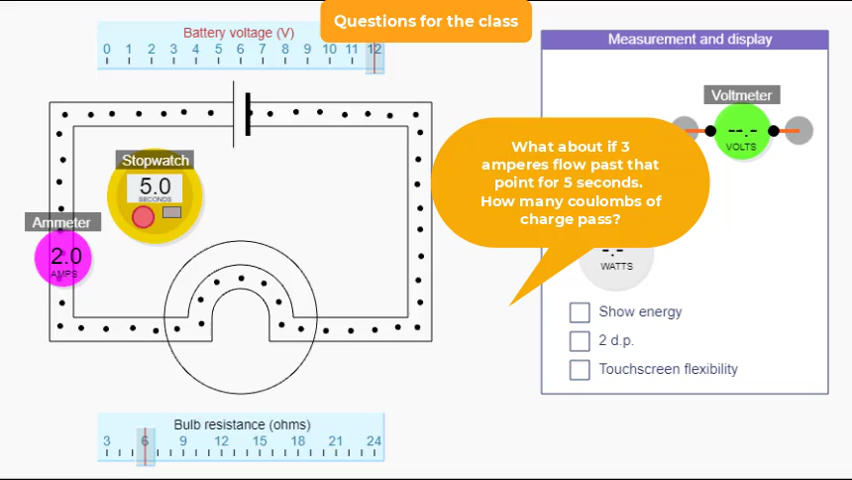 Questions for the class
Battery voltage (V)
0 1 2 3 4 5 6 7 8 9 10 11 12
Measurement and display
Voltmeter
--.-
VOLTS
What about if 3
amperes flow past that
point for 5 seconds.
How many coulombs of
charge pass?
Stopwatch
5.0
SECONDS
Ammeter
2.0
AMPS
-.-
WATTS
Show energy
2 d.p.
Touchscreen flexibility
Bulb resistance (ohms)
3 6 9 12 15 18 21 24